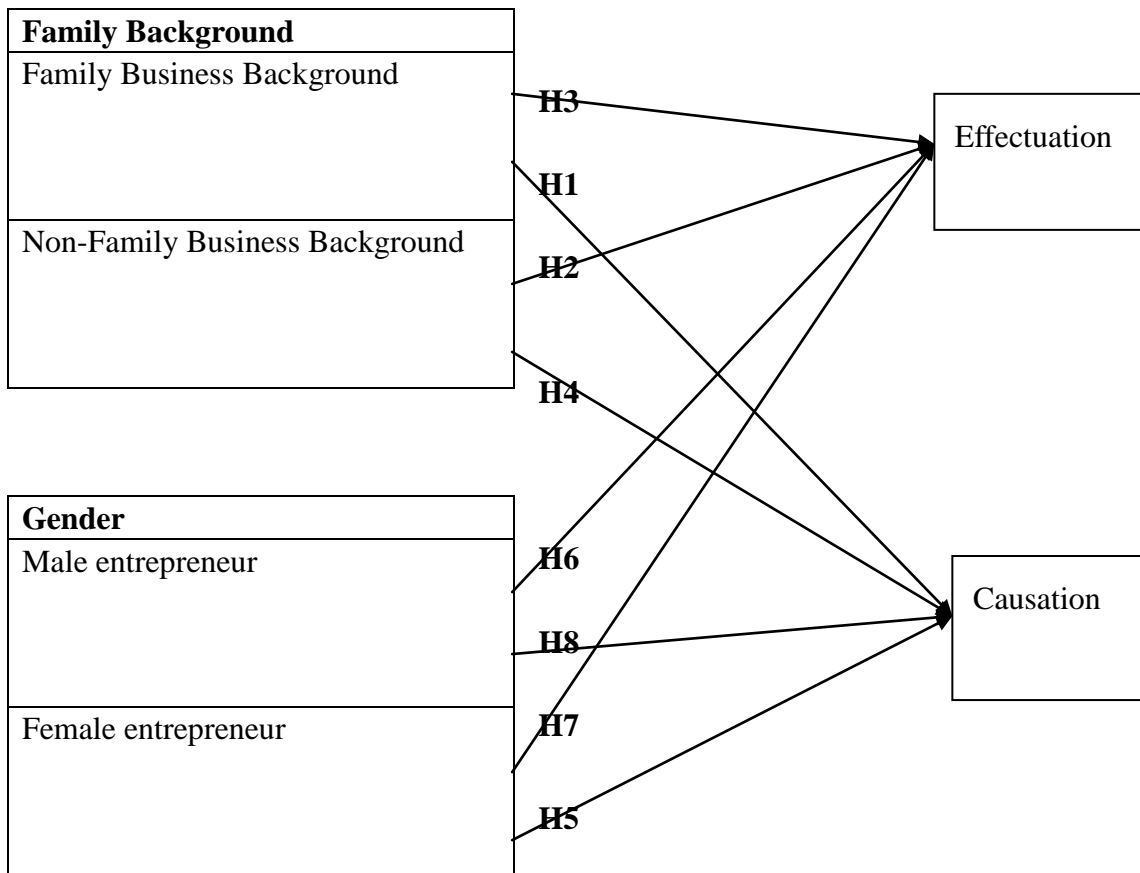 Family Background
Family Business Background
H3
Effectuation
H1
Non-Family Business Background
H2
H4
Gender
Male entrepreneur
H6
Causation
H8
Female entrepreneur
H7
H5